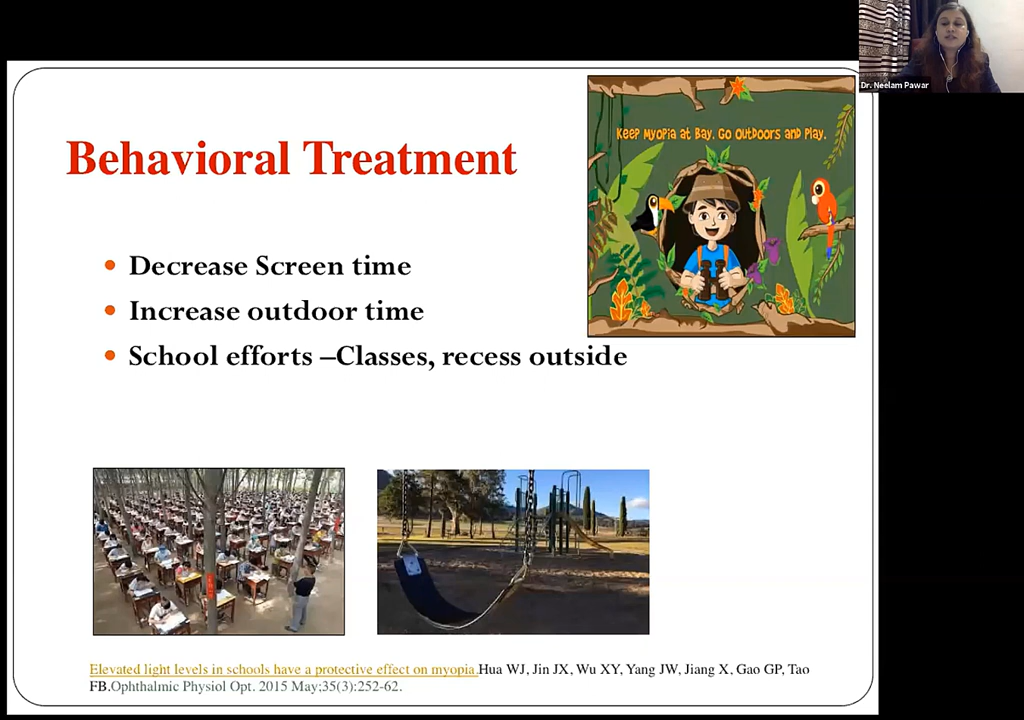 Dr. Neelam Pawar
Keep Myopia at Bay. Go Outdoors and Play.
Behavioral Treatment
Decrease Screen time
Increase outdoor time
School efforts –Classes, recess outside
Elevated light levels in schools have a protective effect on myopia.Hua WJ, Jin JX, Wu XY, Yang JW, Jiang X, Gao GP, Tao
FB.Ophthalmic Physiol Opt. 2015 May;35(3):252-62.